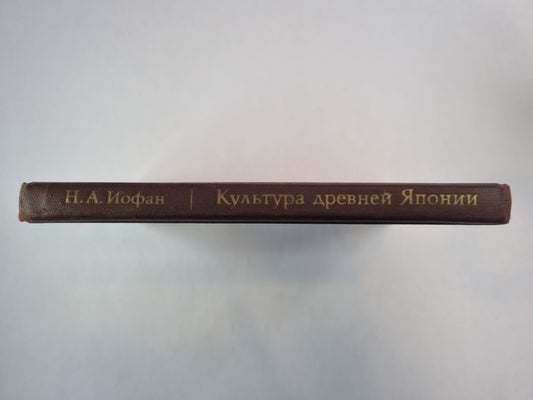 Н. А. Иофан | Культура древней Японии